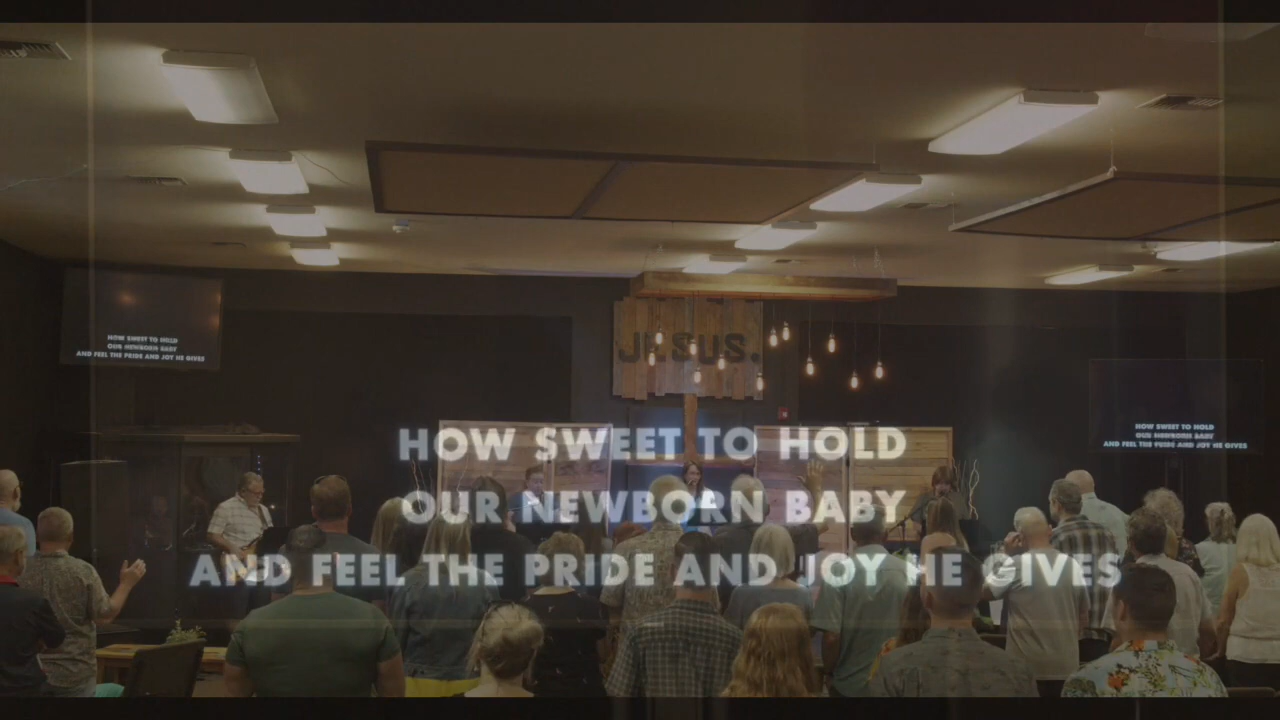 JESUS.
HOW SWEET TO HOLD
OUR NEWBORN BABY
AND FEEL THE PRIDE AND JOY HE GIVES
HOW SWEET TO HOLD
OUR NEWBORN BABY
AND FEEL THE PRIDE AND JOY HE GIVES
HOW SWEET TO HOLD
OUR NEWBORN BABY
AND FEEL THE PRIDE AND JOY HE GIVES